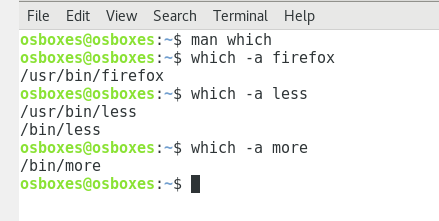 File Edit View Search Terminal Help
osboxes@osboxes:~$ man which
osboxes@osboxes:~$ which -a firefox
/usr/bin/firefox
osboxes@osboxes:~$ which -a less
/usr/bin/less
/bin/less
osboxes@osboxes:~$ which -a more
/bin/more
osboxes@osboxes:~$